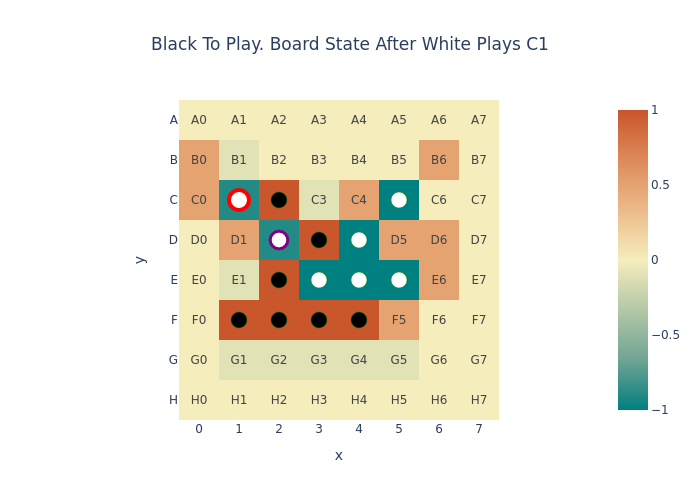 Black To Play. Board State After White Plays C1
A A0 A1 A2 A3 A4 A5 A6 A7
B B0 B1 B2 B3 B4 B5 B6 B7
C C0 C3 C4 C6 C7
D D0 D1 D5 D6 D7
E E0 E1 E6 E7
F F0 F5 F6 F7
G G0 G1 G2 G3 G4 G5 G6 G7
H H0 H1 H2 H3 H4 H5 H6 H7
0 1 2 3 4 5 6 7
x
y
1
0.5
0
−0.5
−1